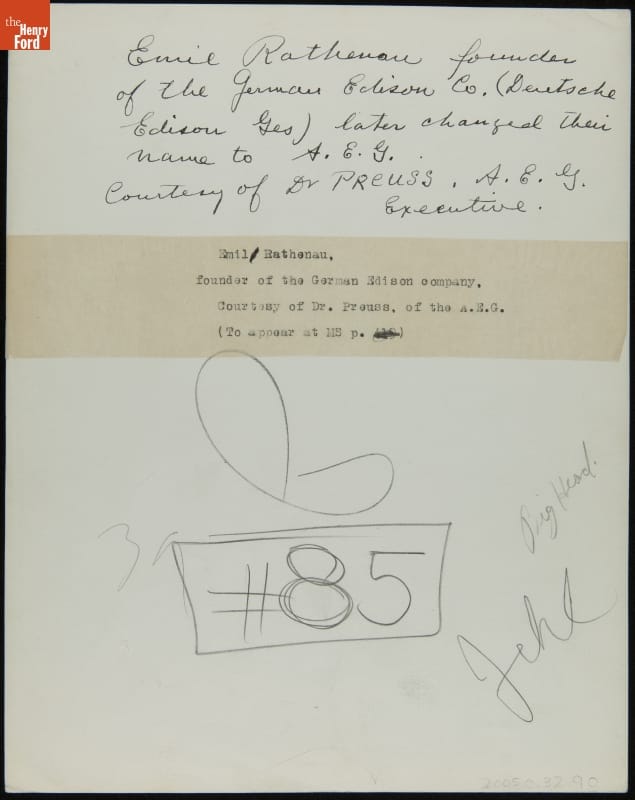 the
Henry
Ford
Emil Rathenau founder
of the German Edison Co. (Deutsche
Edison Ges) later changed their
name to A. E. G.
Courtesy of Dr PREUSS. A. E. G.
Executive.
Emil Rathenau,
founder of the German Edison company,
Courtesy of Dr. Preuss, of the A.E.G.
(To appear at MS p.
Big Head.
#85
Jehl
2005.0.32.90